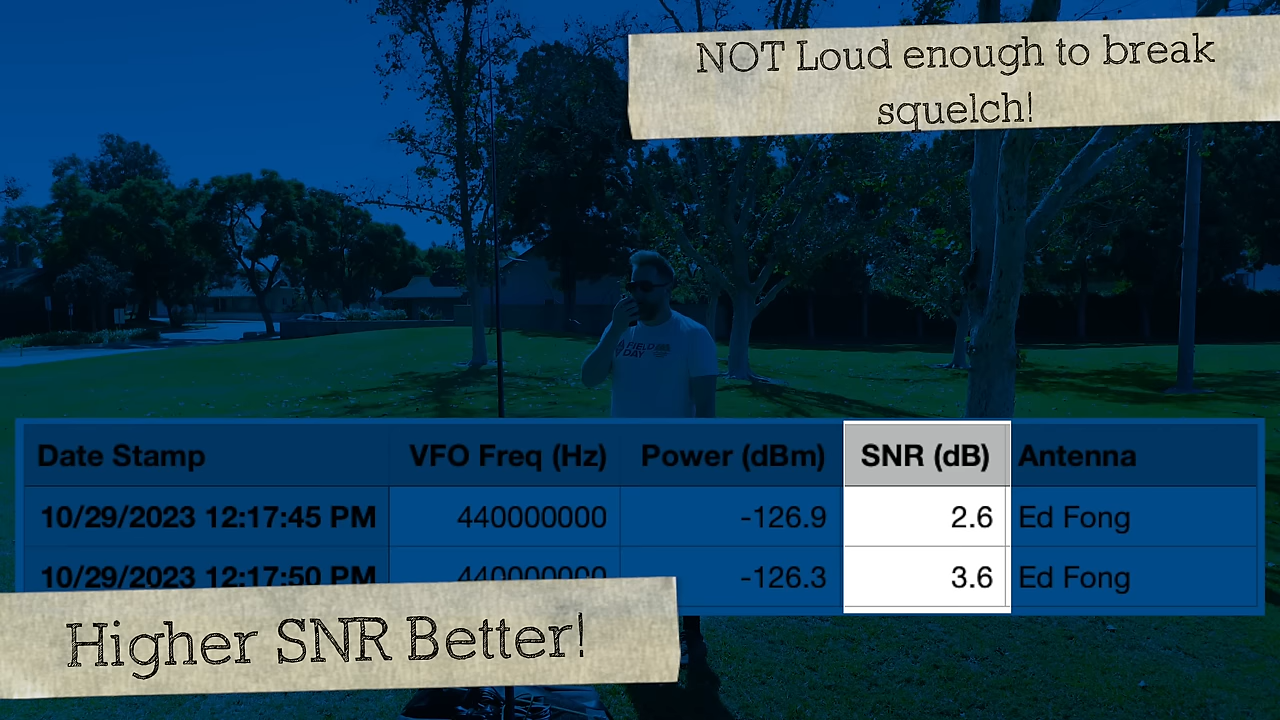 NOT Loud enough to break
squelch!
FIELD
DAY
Date Stamp VFO Freq (Hz) Power (dBm) SNR (dB) Antenna
10/29/2023 12:17:45 PM 440000000 -126.9 2.6 Ed Fong
10/29/2023 12:17:50 PM 440000000 -126.3 3.6 Ed Fong
Higher SNR Better!